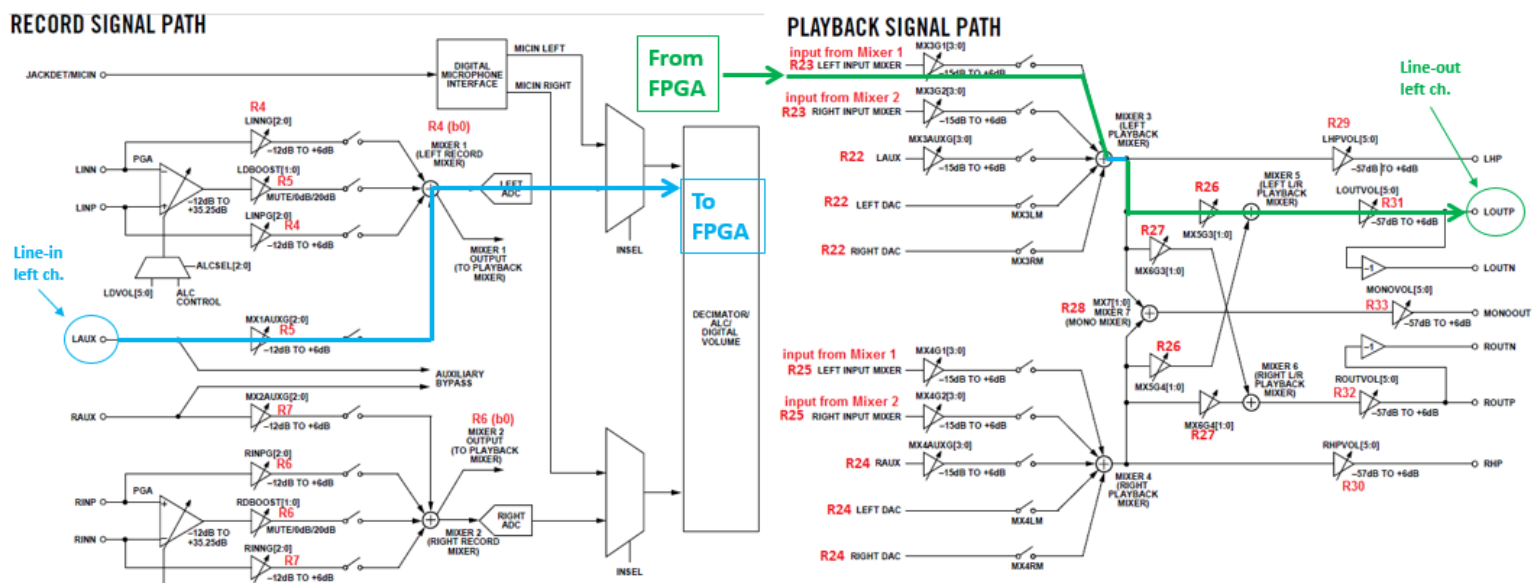 RECORD SIGNAL PATH
JACKDET/MICIN
DIGITAL
MICROPHONE
INTERFACE
MICIN LEFT
MICIN RIGHT
R4
LINNG[2:0]
–12dB TO +6dB
R4 (b0)
MIXER 1
(LEFT RECORD
MIXER)
LINN
PGA
LDBOOST[1:0]
R5
MUTE/0dB/20dB
LEFT
ADC
LINP
–12dB TO
+35.25dB
LINPG[2:0]
R4
–12dB TO +6dB
MIXER 1
OUTPUT
(TO PLAYBACK
MIXER)
INSEL
ALCSEL[2:0]
LDVOL[5:0]
ALC
CONTROL
Line-in
left ch.
LAUX
MX1AUXG[2:0]
R5
–12dB TO +6dB
AUXILIARY
BYPASS
RAUX
MX2AUXG[2:0]
R7
–12dB TO +6dB
R6 (b0)
MIXER 2
OUTPUT
(TO PLAYBACK
MIXER)
RINPG[2:0]
R6
–12dB TO +6dB
RINP
PGA
RDBOOST[1:0]
R6
MUTE/0dB/20dB
RINN
–12dB TO
+35.25dB
RINNG[2:0]
R7
–12dB TO +6dB
MIXER 2
(RIGHT RECORD
MIXER)
RIGHT
ADC
INSEL
DECIMATOR/
ALC/
DIGITAL
VOLUME
To
FPGA
From
FPGA
PLAYBACK SIGNAL PATH
input from Mixer 1
R23 LEFT INPUT MIXER
MX3G1[3:0]
–15dB TO +6dB
input from Mixer 2
R23 RIGHT INPUT MIXER
MX3G2[3:0]
–15dB TO +6dB
R22 LAUX
MX3AUXG[3:0]
–15dB TO +6dB
R22 LEFT DAC
MX3LM
R22 RIGHT DAC
MX3RM
MIXER 3
(LEFT
PLAYBACK
MIXER)
Line-out
left ch.
R29
LHPVOL[5:0]
–57dB TO +6dB
LHP
MIXER 5
(LEFT L/R
PLAYBACK
MIXER)
R26
MX5G3[1:0]
LOUTVOL[5:0]
R31
–57dB TO +6dB
LOUTP
R27
MX6G3[1:0]
–1
LOUTN
R28
MX7[1:0]
MIXER 7
(MONO MIXER)
MONOVOL[5:0]
R33
–57dB TO +6dB
MONOOUT
R26
MX5G4[1:0]
–1
ROUTN
MIXER 6
(RIGHT L/R
PLAYBACK
MIXER)
MX6G4[1:0]
R27
ROUTVOL[5:0]
R32
–57dB TO +6dB
ROUTP
input from Mixer 1
R25 LEFT INPUT MIXER
MX4G1[3:0]
–15dB TO +6dB
input from Mixer 2
R25 RIGHT INPUT MIXER
MX4G2[3:0]
–15dB TO +6dB
R24 RAUX
MX4AUXG[3:0]
–15dB TO +6dB
R24 LEFT DAC
MX4LM
R24 RIGHT DAC
MX4RM
MIXER 4
(RIGHT
PLAYBACK
MIXER)
RHPVOL[5:0]
–57dB TO +6dB
R30
RHP